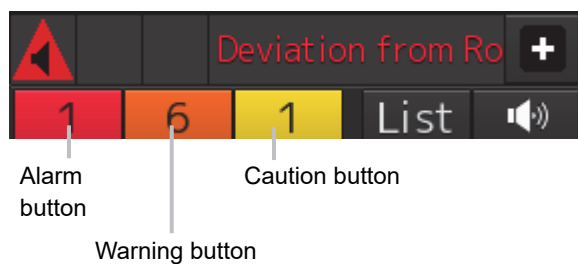 Deviation from Ro +
1 6 1 List
Alarm button
Caution button
Warning button